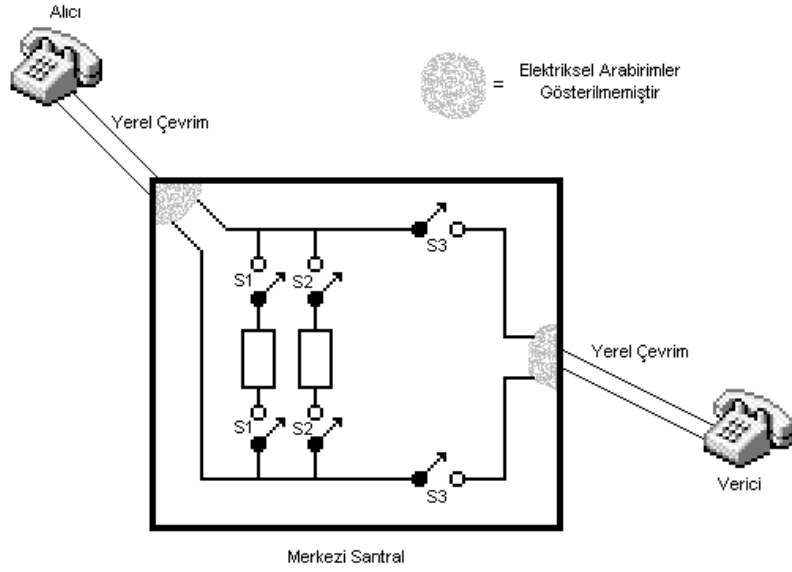 Alıcı
Elektriksel Arabirimler
=
Gösterilmemiştir
Yerel Çevrim
S3
S1
S2
Yerel Çevrim
S1
S2
S3
Verici
Merkezi Santral